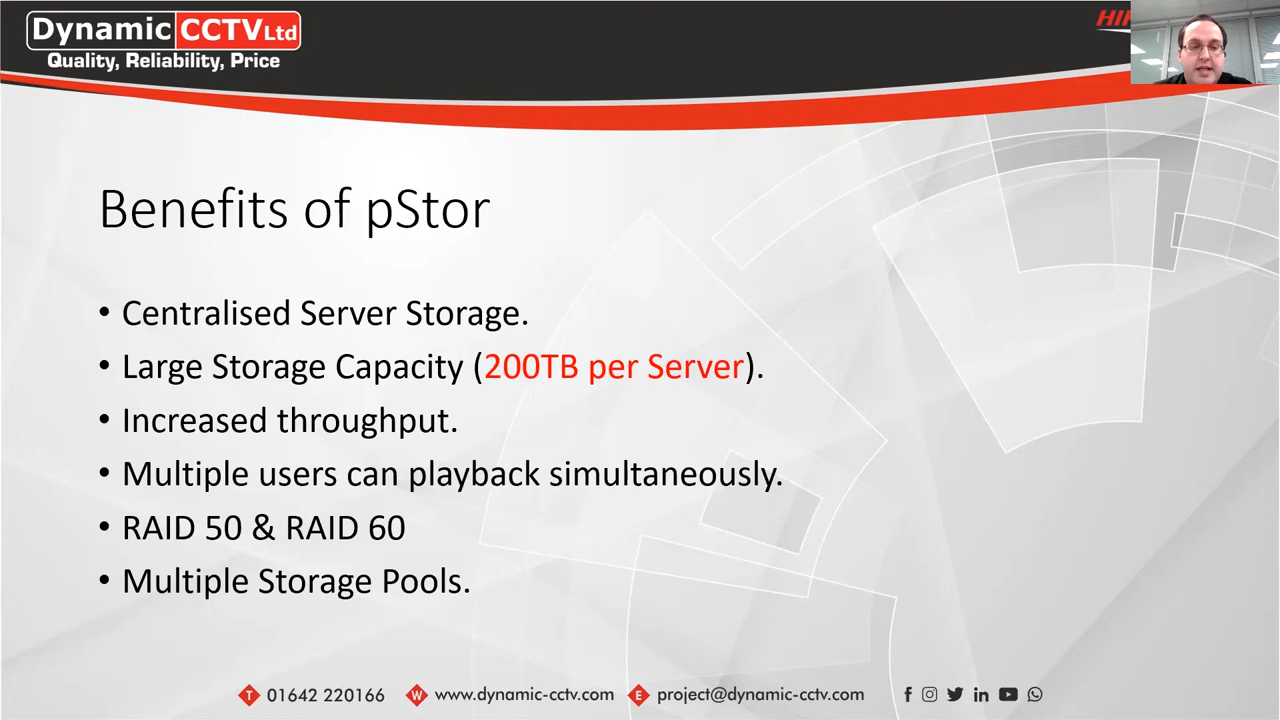 Dynamic CCTV Ltd
Quality, Reliability, Price
Benefits of pStor
• Centralised Server Storage.
• Large Storage Capacity (200TB per Server).
• Increased throughput.
• Multiple users can playback simultaneously.
• RAID 50 & RAID 60
• Multiple Storage Pools.
T 01642 220166 W www.dynamic-cctv.com E project@dynamic-cctv.com